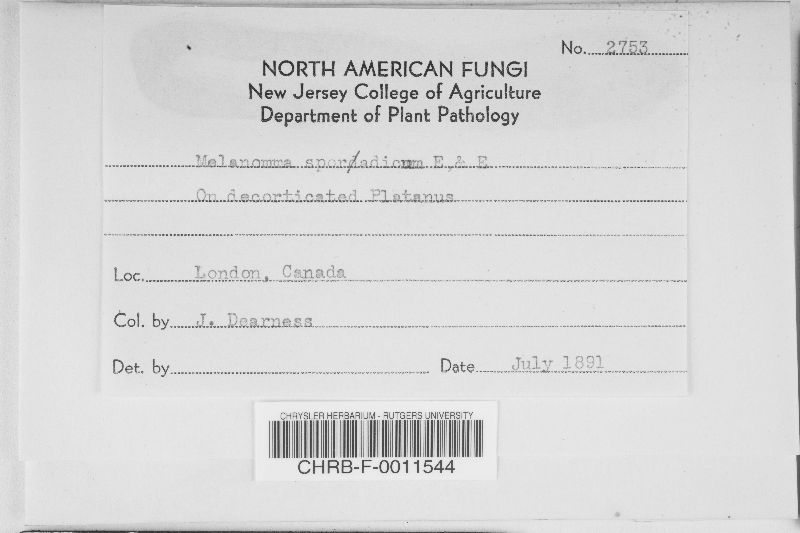 No. 2753
NORTH AMERICAN FUNGI
New Jersey College of Agriculture
Department of Plant Pathology
Melanomma sporadicum E. & E
On decorticated Platanus
Loc. London, Canada
Col. by J. Dearness
Det. by
Date July 1891
CHRYSLER HERBARIUM - RUTGERS UNIVERSITY
CHRB-F-0011544